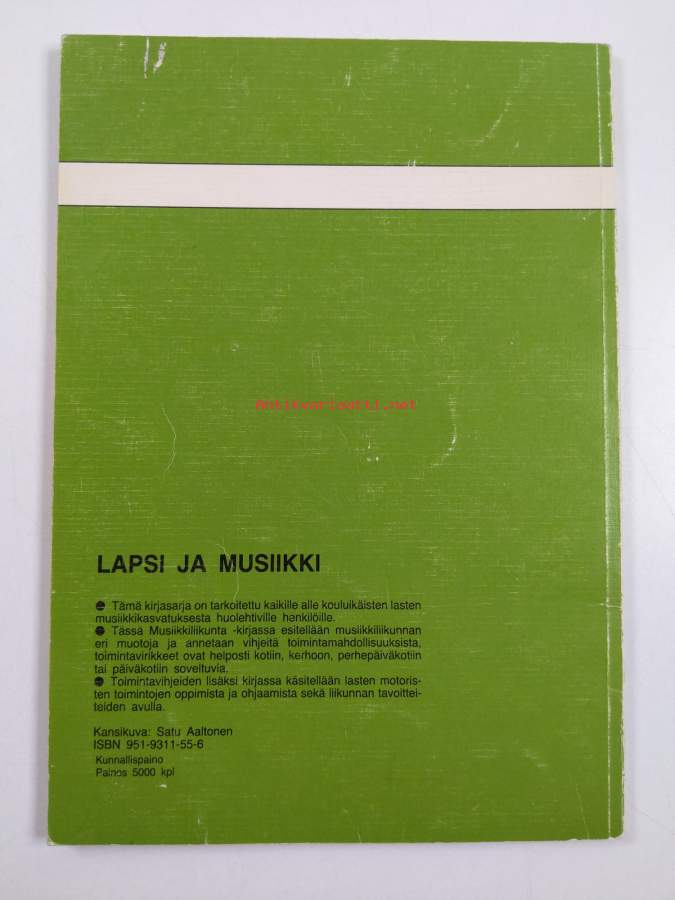 Antikvariaatti.net
LAPSI JA MUSIIKKI
● Tämä kirjasarja on tarkoitettu kaikille alle kouluikäisten lasten
musiikkikasvatuksesta huolehtiville henkilöille.
● Tässä Musiikkiliikunta -kirjassa esitellään musiikkiliikunnan
eri muotoja ja annetaan vihjeitä toimintamahdollisuuksista,
toimintavirikkeet ovat helposti kotiin, kerhoon, perhepäiväkotiin
tai päiväkotiin soveltuvia.
● Toimintavihjeiden lisäksi kirjassa käsitellään lasten motoris-
ten toimintojen oppimista ja ohjaamista sekä liikunnan tavoittei-
teiden avulla.
Kansikuva: Satu Aaltonen
ISBN 951-9311-55-6
Kunnallispaino
Painos 5000 kpl